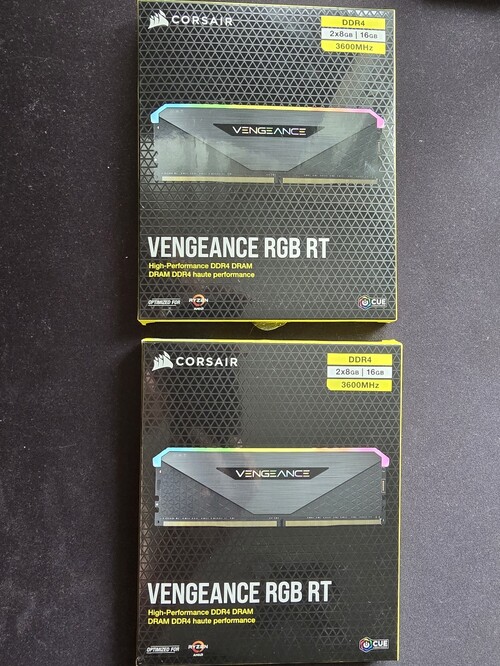 CORSAIR
DDR4
2x8GB | 16GB
3600MHz
VENGEANCE
VENGEANCE RGB RT
High-Performance DDR4 DRAM
DRAM DDR4 haute performance
OPTIMIZED FOR
RYZEN
AMD
CUE
CORSAIR
DDR4
2x8GB | 16GB
3600MHz
VENGEANCE
VENGEANCE RGB RT
High-Performance DDR4 DRAM
DRAM DDR4 haute performance
OPTIMIZED FOR
RYZEN
AMD
CUE